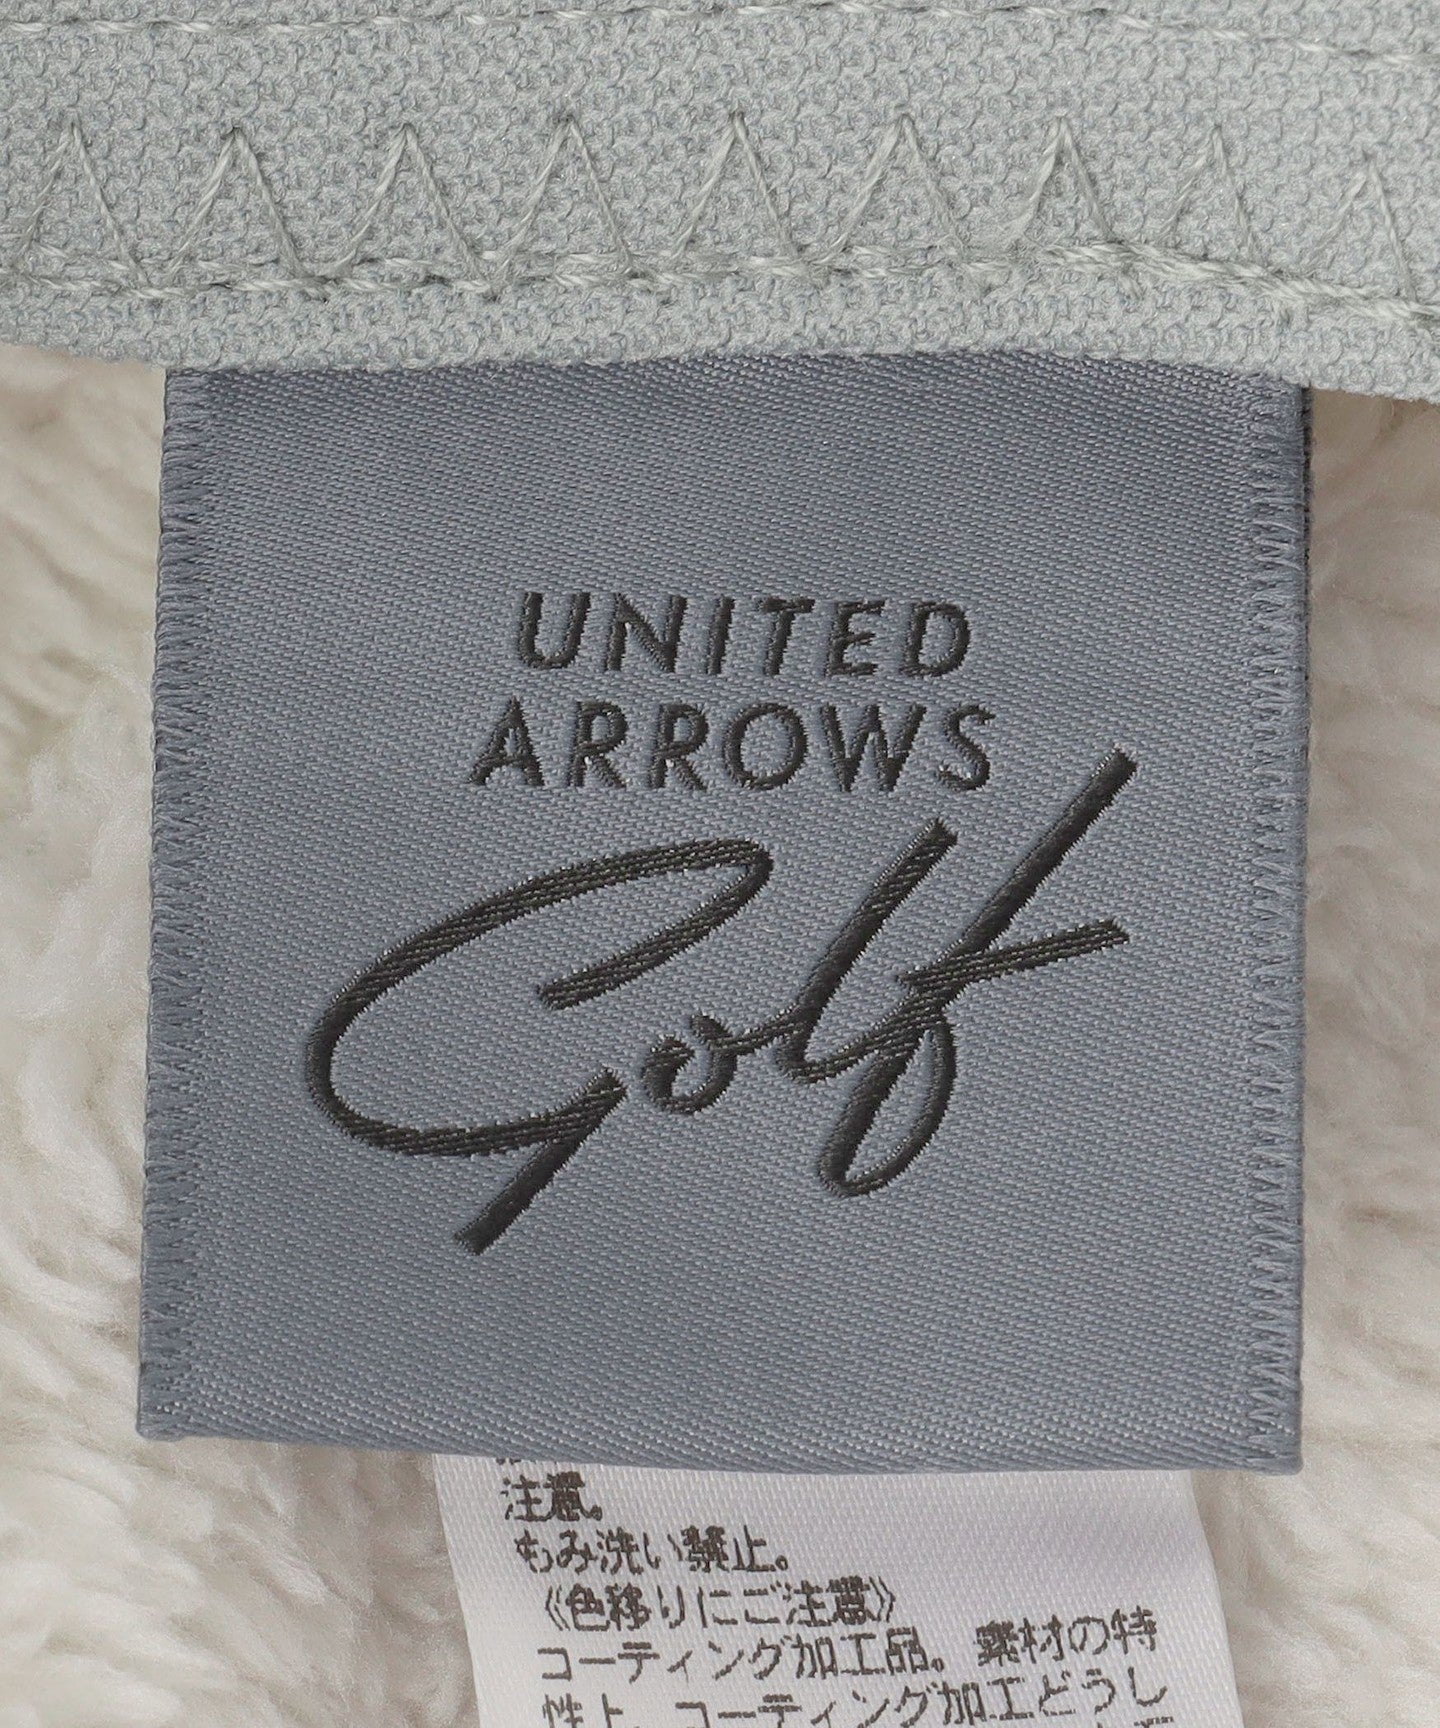 UNITED
ARROWS
Golf
注意。
もみ洗い禁止。
《色移りにご注意》
コーティング加工品。素材の特
性上、コーティング加工どうし